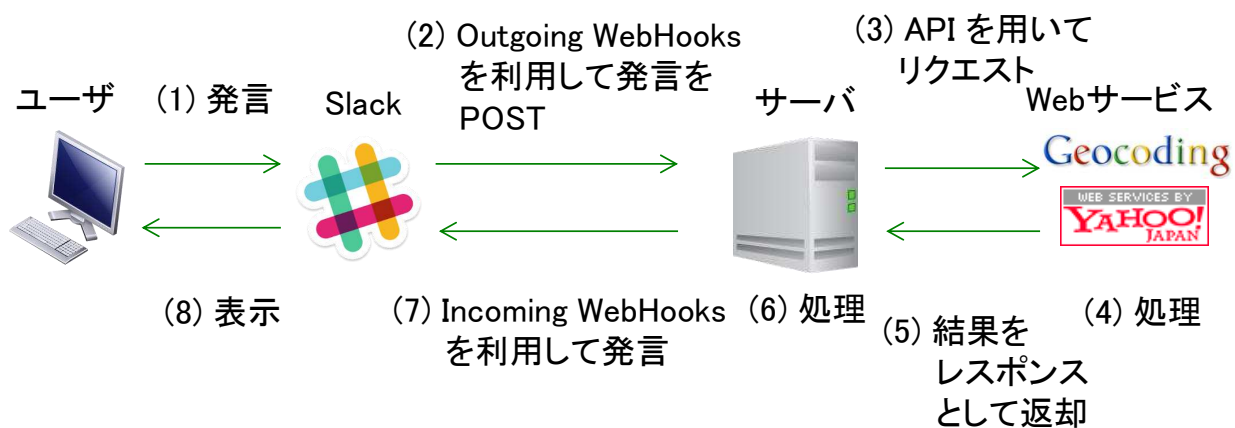 ユーザ
(1) 発言
Slack
(2) Outgoing WebHooks
を利用して発言を
POST
サーバ
(3) API を用いて
リクエスト
Webサービス
Geocoding
WEB SERVICES BY
YAHOO!
JAPAN
(8) 表示
(7) Incoming WebHooks
を利用して発言
(6) 処理
(5) 結果を
レスポンス
として返却
(4) 処理